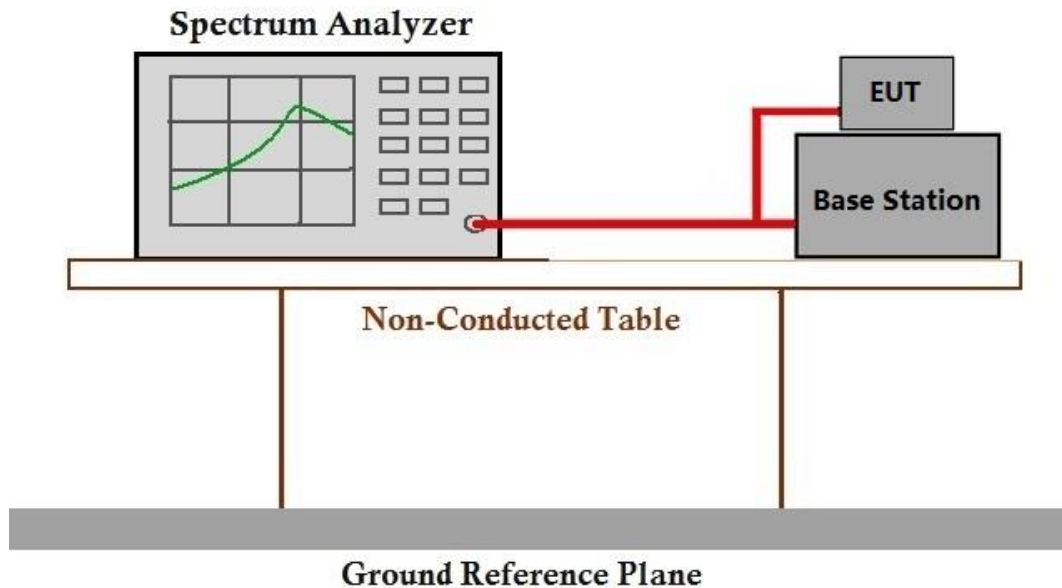 Spectrum Analyzer
EUT
Base Station
Non-Conducted Table
Ground Reference Plane